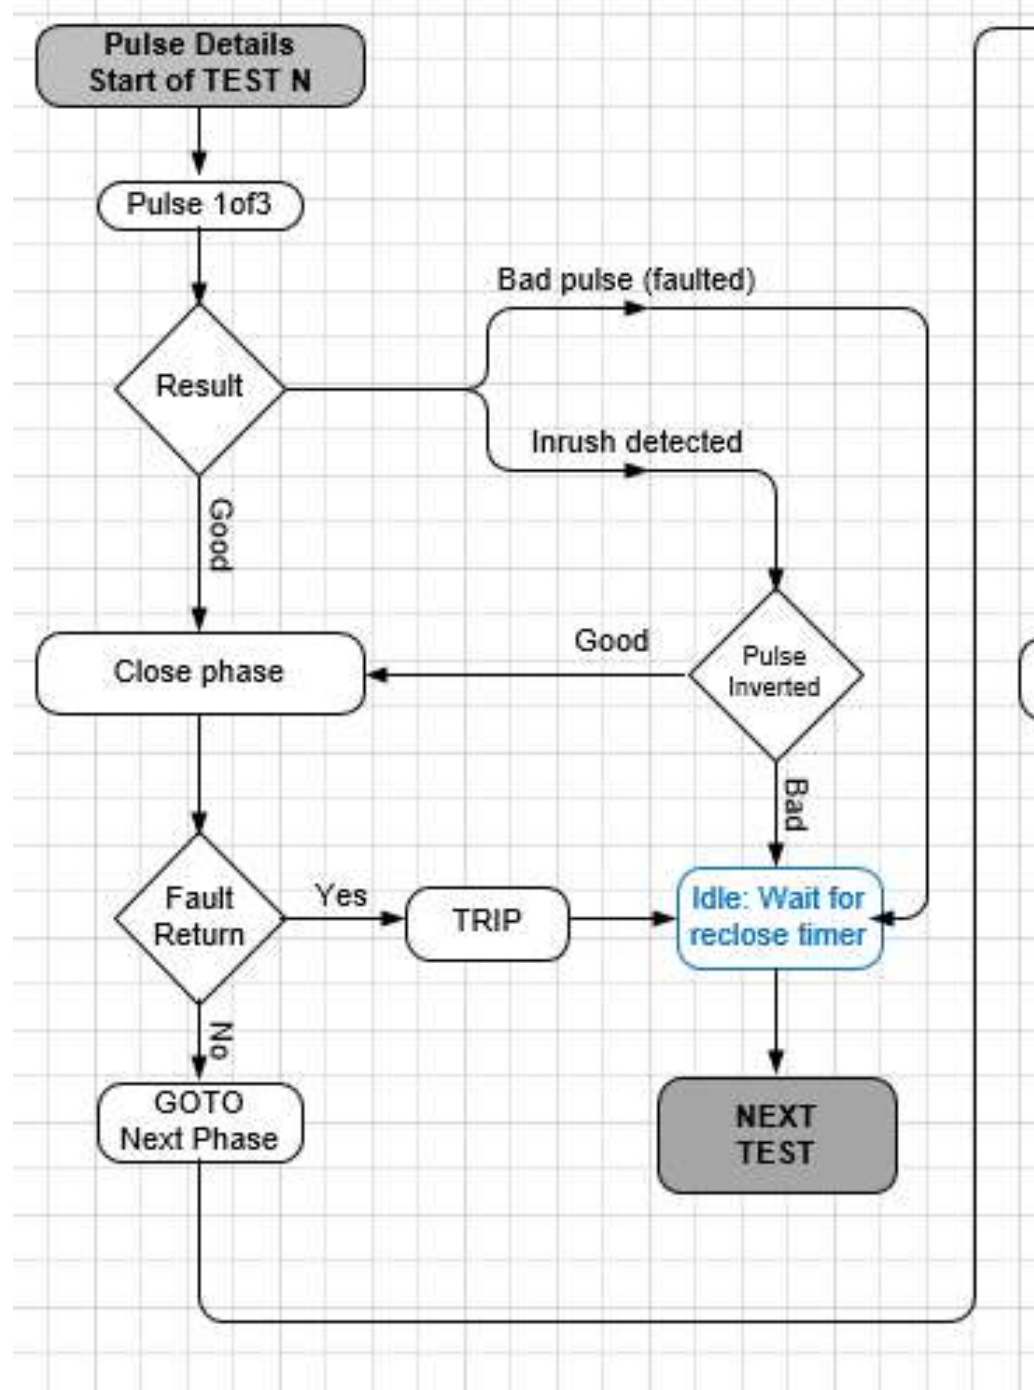 Pulse Details
Start of TEST N
Pulse 1of3
Bad pulse (faulted)
Result
Inrush detected
Good
Good
Close phase
Pulse
Inverted
Bad
Fault
Return
Yes
TRIP
Idle: Wait for
reclose timer
No
GOTO
Next Phase
NEXT
TEST